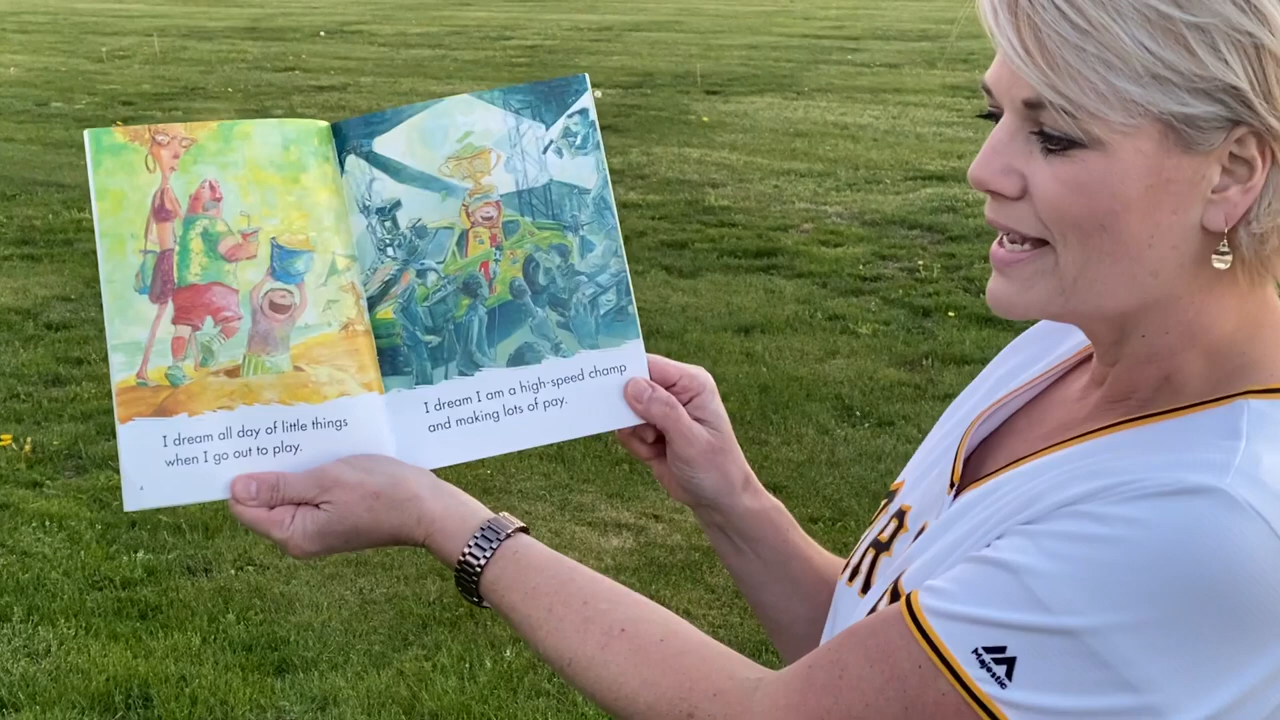 I dream all day of little things
when I go out to play.
4
I dream I am a high-speed champ
and making lots of pay.
Majestic